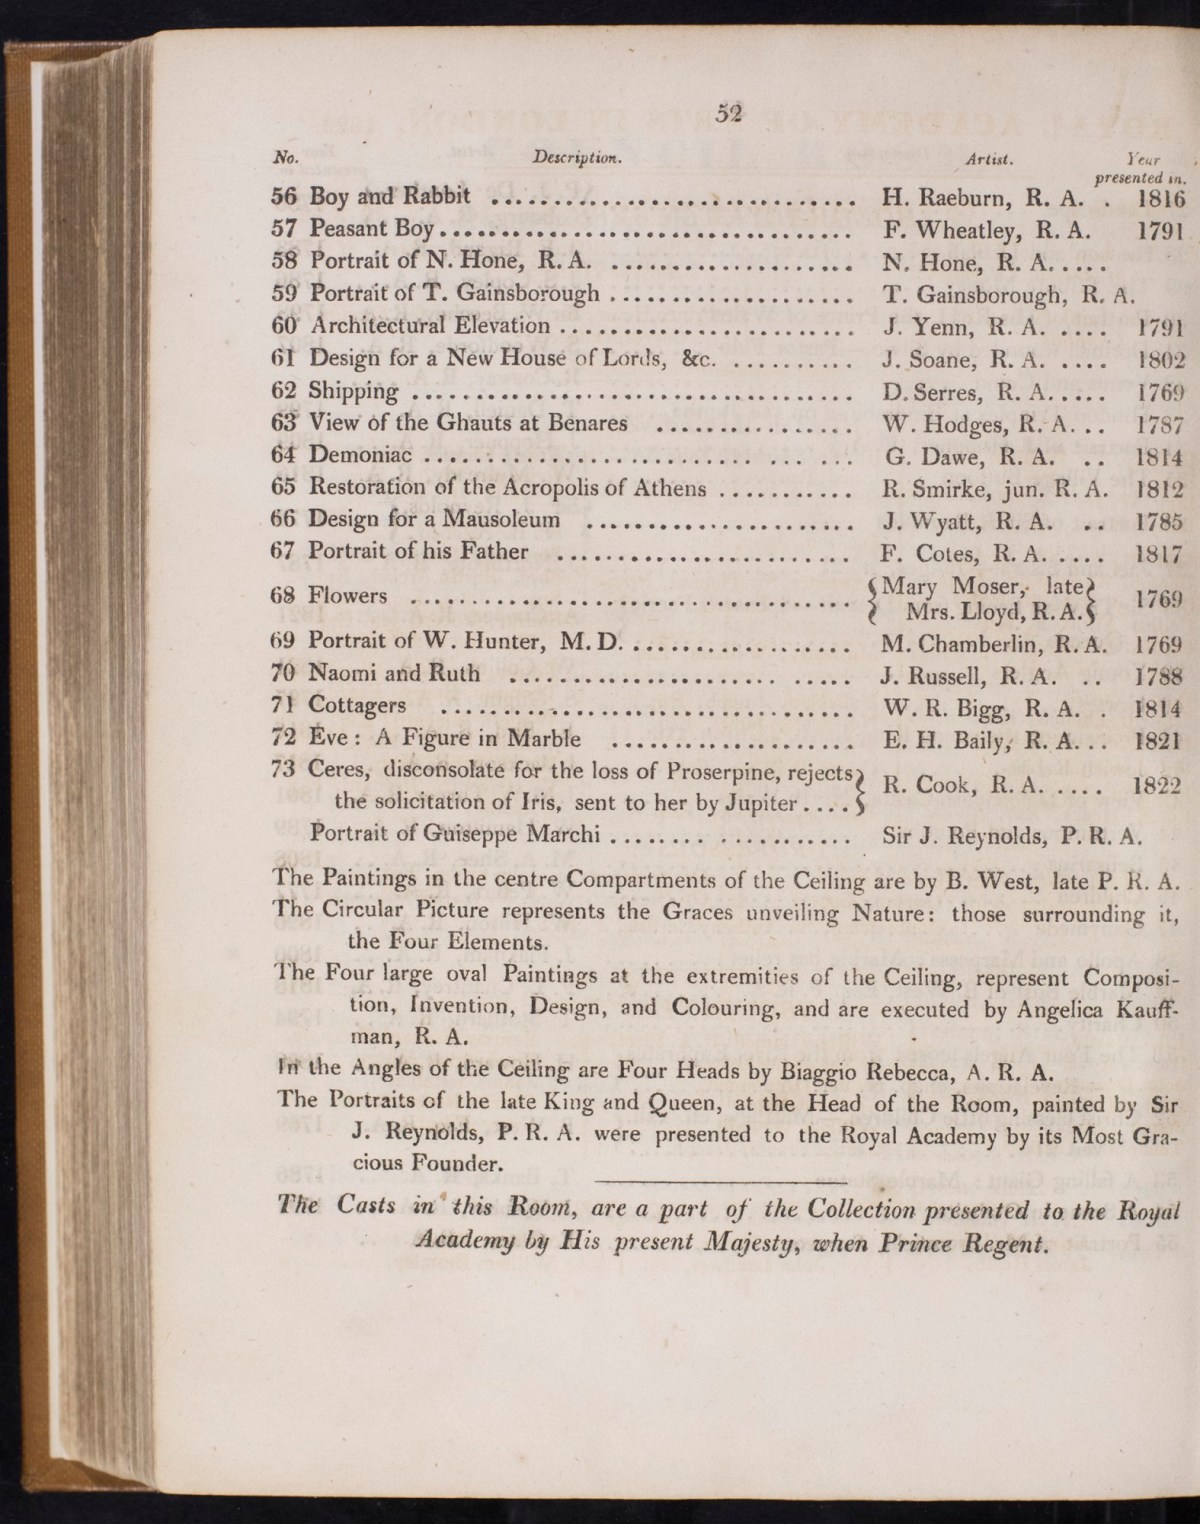 52
No. Description. Artist. Year
presented in.
56 Boy and Rabbit .............................. H. Raeburn, R. A. . 1816
57 Peasant Boy.................................. F. Wheatley, R. A. 1791
58 Portrait of N. Hone, R. A. .................... N. Hone, R. A.....
59 Portrait of T. Gainsborough .................... T. Gainsborough, R. A.
60 Architectural Elevation ........................ J. Yenn, R. A. .... 1791
61 Design for a New House of Lords, &c. .......... J. Soane, R. A. .... 1802
62 Shipping .................................... D. Serres, R. A..... 1769
63 View of the Ghauts at Benares ................ W. Hodges, R. A... 1787
64 Demoniac ........................... ... ... G. Dawe, R. A. .. 1814
65 Restoration of the Acropolis of Athens ........... R. Smirke, jun. R. A. 1812
66 Design for a Mausoleum ...................... J. Wyatt, R. A. .. 1785
67 Portrait of his Father ........................ F. Cotes, R. A. .... 1817
68 Flowers .................................... {Mary Moser, late}
{Mrs. Lloyd, R. A.} 1769
69 Portrait of W. Hunter, M. D. .................. M. Chamberlin, R. A. 1769
70 Naomi and Ruth ...................... ..... J. Russell, R. A. .. 1788
71 Cottagers .................................. W. R. Bigg, R. A. . 1814
72 Eve : A Figure in Marble .................... E. H. Baily, R. A... 1821
73 Ceres, disconsolate for the loss of Proserpine, rejects}
the solicitation of Iris, sent to her by Jupiter ....} R. Cook, R. A. .... 1822
Portrait of Guiseppe Marchi ........ ........... Sir J. Reynolds, P. R. A.
The Paintings in the centre Compartments of the Ceiling are by B. West, late P. R. A.
The Circular Picture represents the Graces unveiling Nature: those surrounding it,
the Four Elements.
The Four large oval Paintings at the extremities of the Ceiling, represent Composi-
tion, Invention, Design, and Colouring, and are executed by Angelica Kauff-
man, R. A.
In the Angles of the Ceiling are Four Heads by Biaggio Rebecca, A. R. A.
The Portraits of the late King and Queen, at the Head of the Room, painted by Sir
J. Reynolds, P. R. A. were presented to the Royal Academy by its Most Gra-
cious Founder.
The Casts in this Room, are a part of the Collection presented to the Royal
Academy by His present Majesty, when Prince Regent.